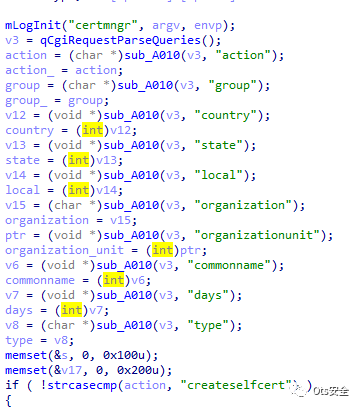 mLogInit("certmngr", argv, envp);
v3 = qCgiRequestParseQueries();
action = (char *)sub_A010(v3, "action");
action_ = action;
group = (char *)sub_A010(v3, "group");
group_ = group;
v12 = (void *)sub_A010(v3, "country");
country = (int)v12;
v13 = (void *)sub_A010(v3, "state");
state = (int)v13;
v14 = (void *)sub_A010(v3, "local");
local = (int)v14;
v15 = (char *)sub_A010(v3, "organization");
organization = v15;
ptr = (void *)sub_A010(v3, "organizationunit");
organization_unit = (int)ptr;
v6 = (void *)sub_A010(v3, "commonname");
commonname = (int)v6;
v7 = (void *)sub_A010(v3, "days");
days = (int)v7;
v8 = (char *)sub_A010(v3, "type");
type = v8;
memset(&s, 0, 0x100u);
memset(&v17, 0, 0x200u);
if ( !strcasecmp(action, "createselfcert") )
{
Ots安全